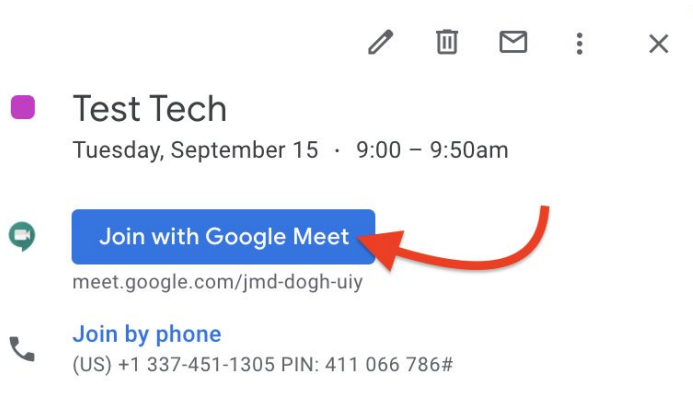 Test Tech
Tuesday, September 15 · 9:00 – 9:50am
Join with Google Meet
meet.google.com/jmd-dogh-uiy
Join by phone
(US) +1 337-451-1305 PIN: 411 066 786#